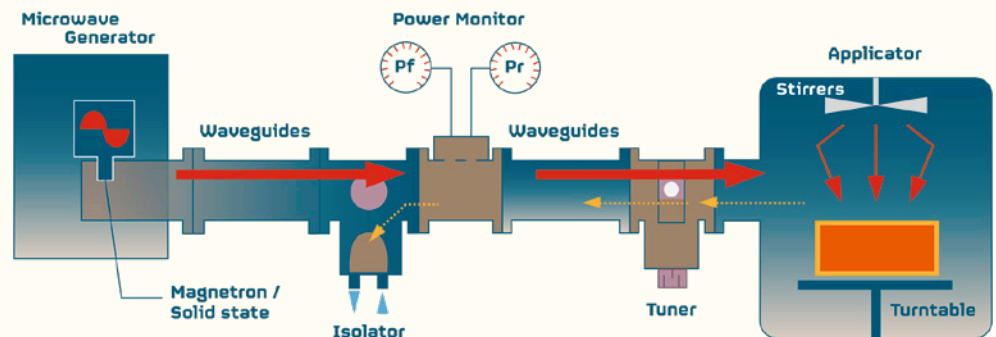 Microwave
Generator
Power Monitor
Pf
Pr
Applicator
Stirrers
Waveguides
Waveguides
Magnetron /
Solid state
Isolator
Tuner
Turntable